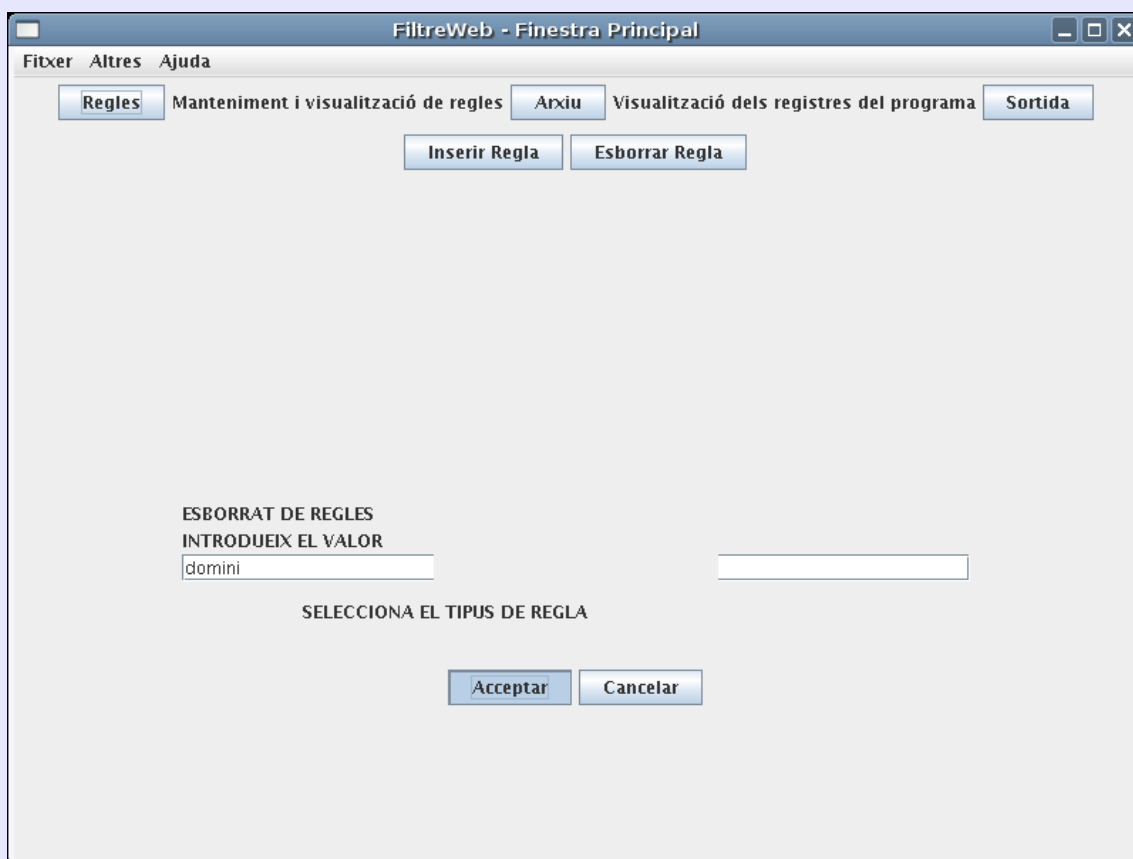 FiltreWeb - Finestra Principal
Fitxer Altres Ajuda
Regles Manteniment i visualització de regles Arxiu Visualització dels registres del programa Sortida
Inserir Regla Esborrar Regla
ESBORRAT DE REGLES
INTRODUEIX EL VALOR
domini
SELECCIONA EL TIPUS DE REGLA
Acceptar Cancelar